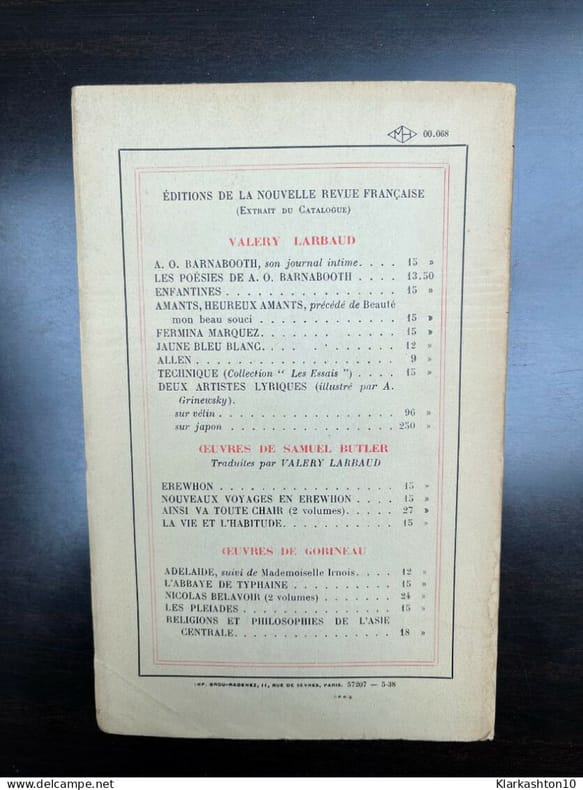 MH 00.068
ÉDITIONS DE LA NOUVELLE REVUE FRANÇAISE
(EXTRAIT DU CATALOGUE)
VALERY LARBAUD
A. O. BARNABOOTH, son journal intime. . . . 15 »
LES POÉSIES DE A. O. BARNABOOTH . . . . 13.50
ENFANTINES . . . . . . . . . . . . . . . 15 »
AMANTS, HEUREUX AMANTS, précédé de Beauté
mon beau souci . . . . . . . . . . . . . 15 »
FERMINA MARQUEZ. . . . . . . . . . . . . 15 »
JAUNE BLEU BLANC. . . . . . . . . . . . . 12 »
ALLEN . . . . . . . . . . . . . . . . . . 9 »
TECHNIQUE (Collection “ Les Essais ”) . . . . . 15 »
DEUX ARTISTES LYRIQUES (illustré par A.
Grinewsky).
sur vélin . . . . . . . . . . . . . . . . 96 »
sur japon . . . . . . . . . . . . . . . . 250 »
ŒUVRES DE SAMUEL BUTLER
Traduites par VALERY LARBAUD
EREWHON . . . . . . . . . . . . . . . . 15 »
NOUVEAUX VOYAGES EN EREWHON . . . . 15 »
AINSI VA TOUTE CHAIR (2 volumes). . . . . 27 »
LA VIE ET L'HABITUDE. . . . . . . . . . . 15 »
ŒUVRES DE GOBINEAU
ADELAIDE, suivi de Mademoiselle Irnois. . . . 12 »
L'ABBAYE DE TYPHAINE . . . . . . . . . . 15 »
NICOLAS BELAVOIR (2 volumes) . . . . . . . 24 »
LES PLEIADES . . . . . . . . . . . . . . 15 »
RELIGIONS ET PHILOSOPHIES DE L'ASIE
CENTRALE. . . . . . . . . . . . . . . . 18 »
IMP. GROU-RADENEZ, 11, RUE DE SÈVRES, PARIS. 57207 — 5-38
www.delcampe.net
Klarkashton10